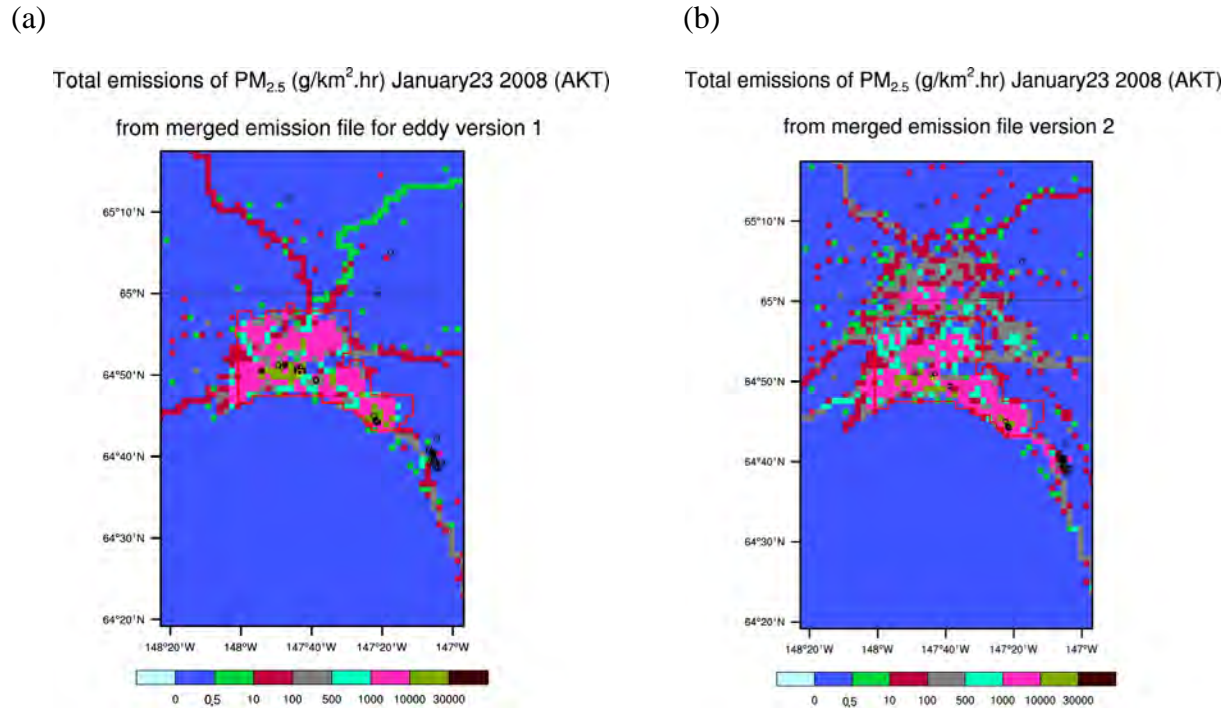 (a)
Total emissions of PM2.5 (g/km2.hr) January23 2008 (AKT)
from merged emission file for eddy version 1
65°10'N
65°N
64°50'N
64°40'N
64°30'N
64°20'N
148°20'W 148°W 147°40'W 147°20'W 147°W
0 0.5 10 100 500 1000 10000 30000
(b)
Total emissions of PM2.5 (g/km2.hr) January23 2008 (AKT)
from merged emission file version 2
65°10'N
65°N
64°50'N
64°40'N
64°30'N
64°20'N
148°20'W 148°W 147°40'W 147°20'W 147°W
0 0.5 10 100 500 1000 10000 30000